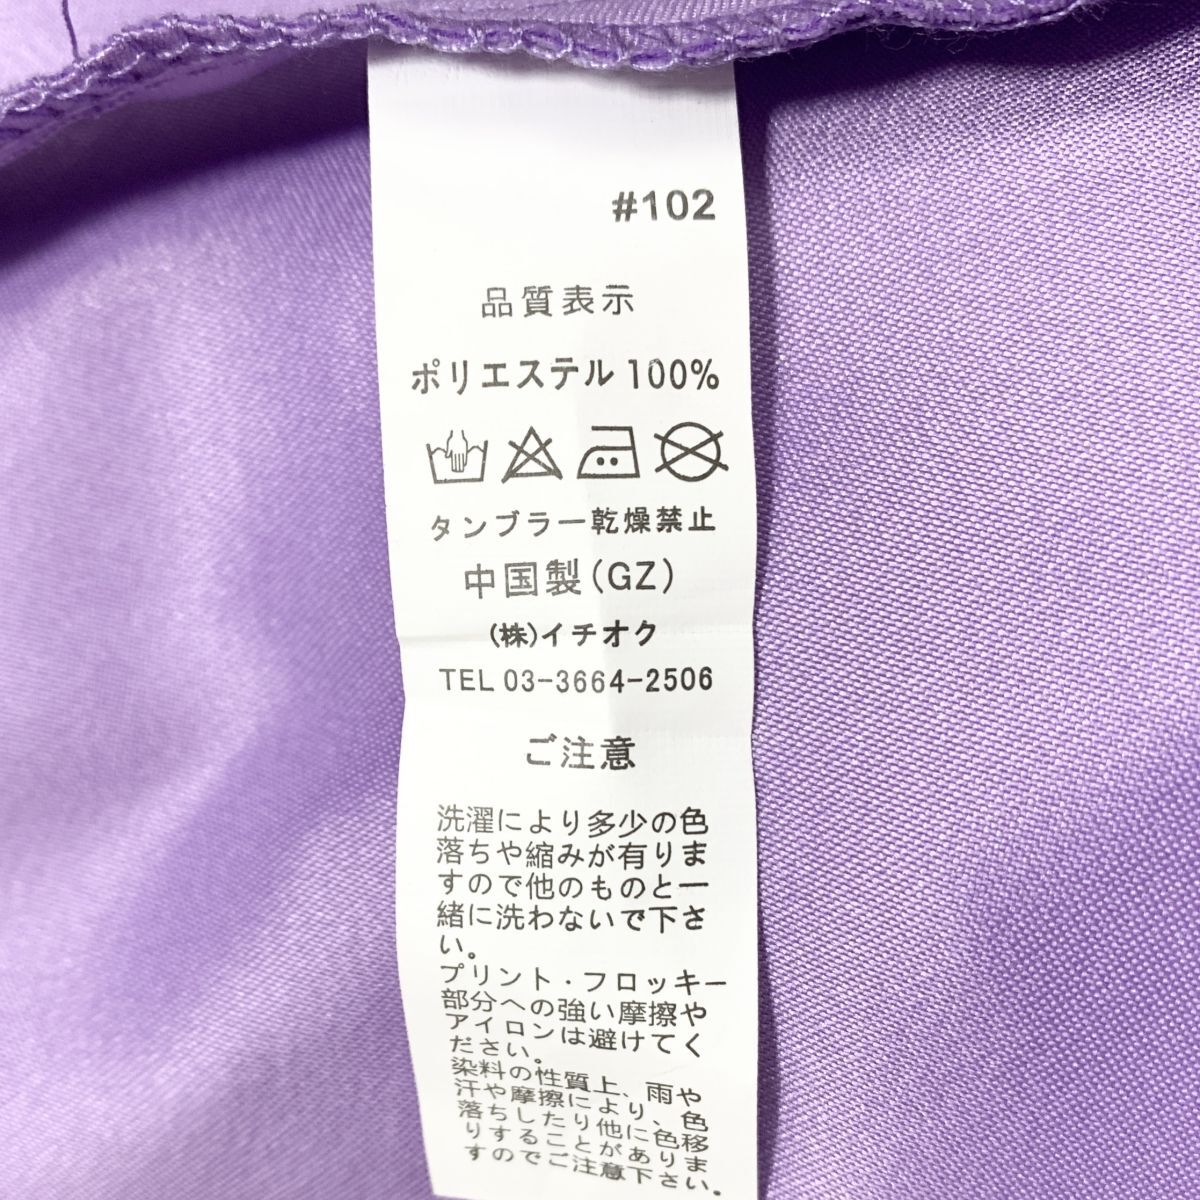 #102
品質表示
ポリエステル 100%
タンブラー乾燥禁止
中国製(GZ)
(株)イチオク
TEL 03-3664-2506
ご注意
洗濯により多少の色
落ちや縮みが有りま
すので他のものと一
緒に洗わないで下さ
い。
プリント・フロッキー
部分への強い摩擦や
アイロンは避けてく
ださい。
染料の性質上、雨や
汗や摩擦により、色
落ちしたり他に色移
りすることがありま
すのでご注意下さい。